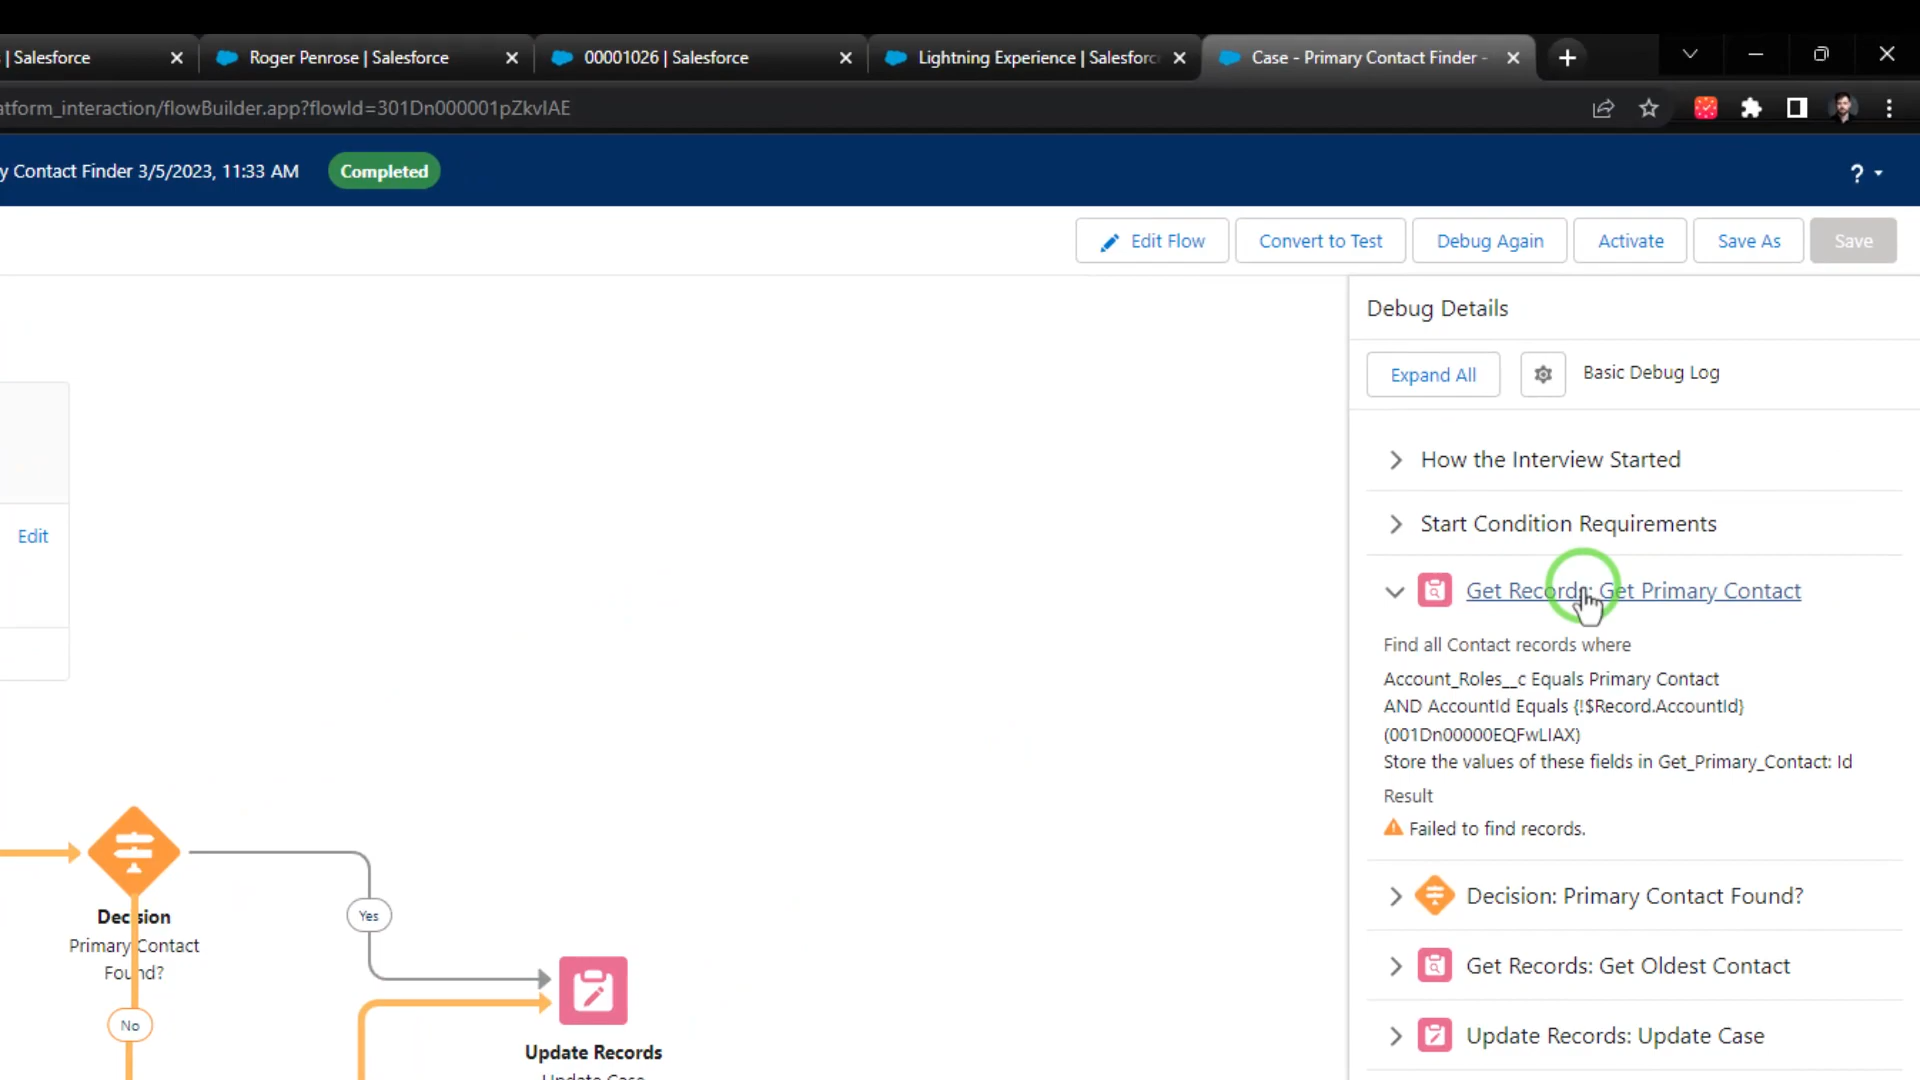 | Salesforce
Roger Penrose | Salesforce
00001026 | Salesforce
Lightning Experience | Salesforc
Case - Primary Contact Finder -
atform_interaction/flowBuilder.app?flowId=301Dn000001pZkvIAE
y Contact Finder 3/5/2023, 11:33 AM
Completed
?
Edit Flow
Convert to Test
Debug Again
Activate
Save As
Save
Debug Details
Expand All
Basic Debug Log
How the Interview Started
Start Condition Requirements
Get Records: Get Primary Contact
Find all Contact records where
Account_Roles__c Equals Primary Contact
AND AccountId Equals {!$Record.AccountId}
(001Dn00000EQFwLIAX)
Store the values of these fields in Get_Primary_Contact: Id
Result
Failed to find records.
Decision: Primary Contact Found?
Get Records: Get Oldest Contact
Update Records: Update Case
Edit
Decision
Primary Contact
Found?
Yes
No
Update Records
Update Case